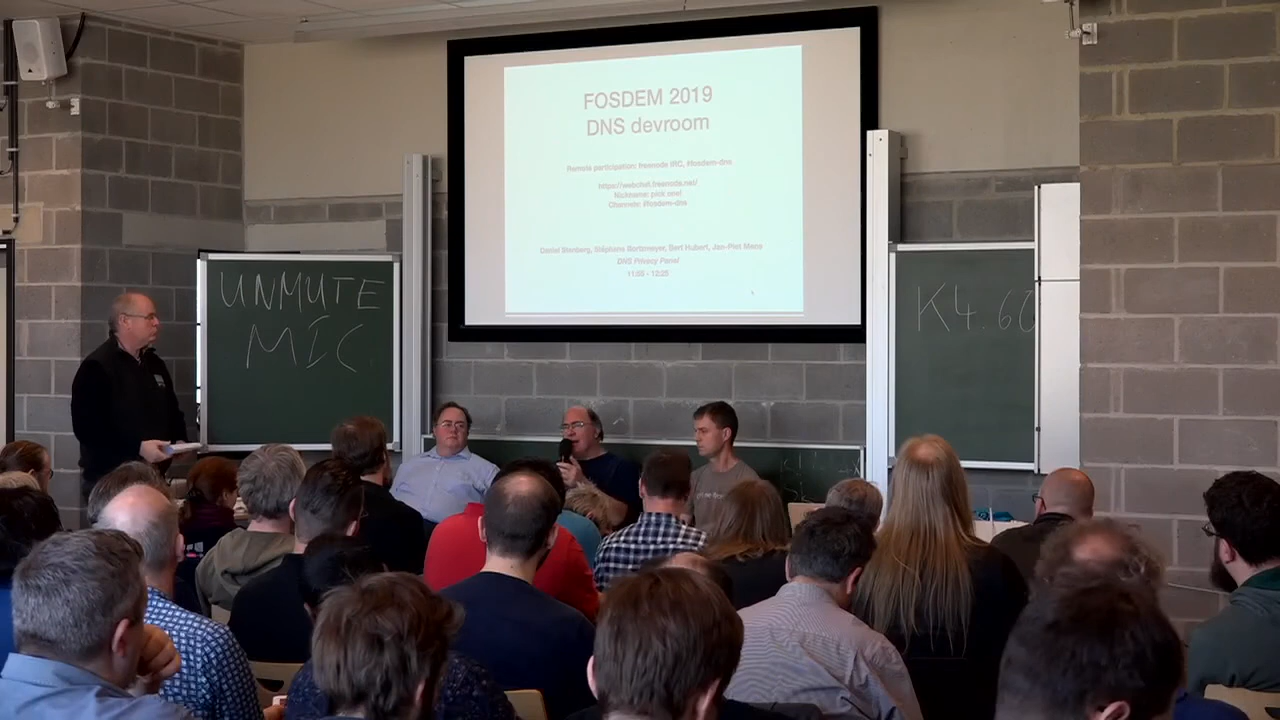 FOSDEM 2019
DNS devroom
Remote participation: freenode IRC, #fosdem-dns
https://webchat.freenode.net/
Nickname: pick one!
Channels: #fosdem-dns
Daniel Stenberg, Stéphane Bortzmeyer, Bert Hubert, Jan-Piet Mens
DNS Privacy Panel
11:55 - 12:25
UNMUTE
MIC
K4.60